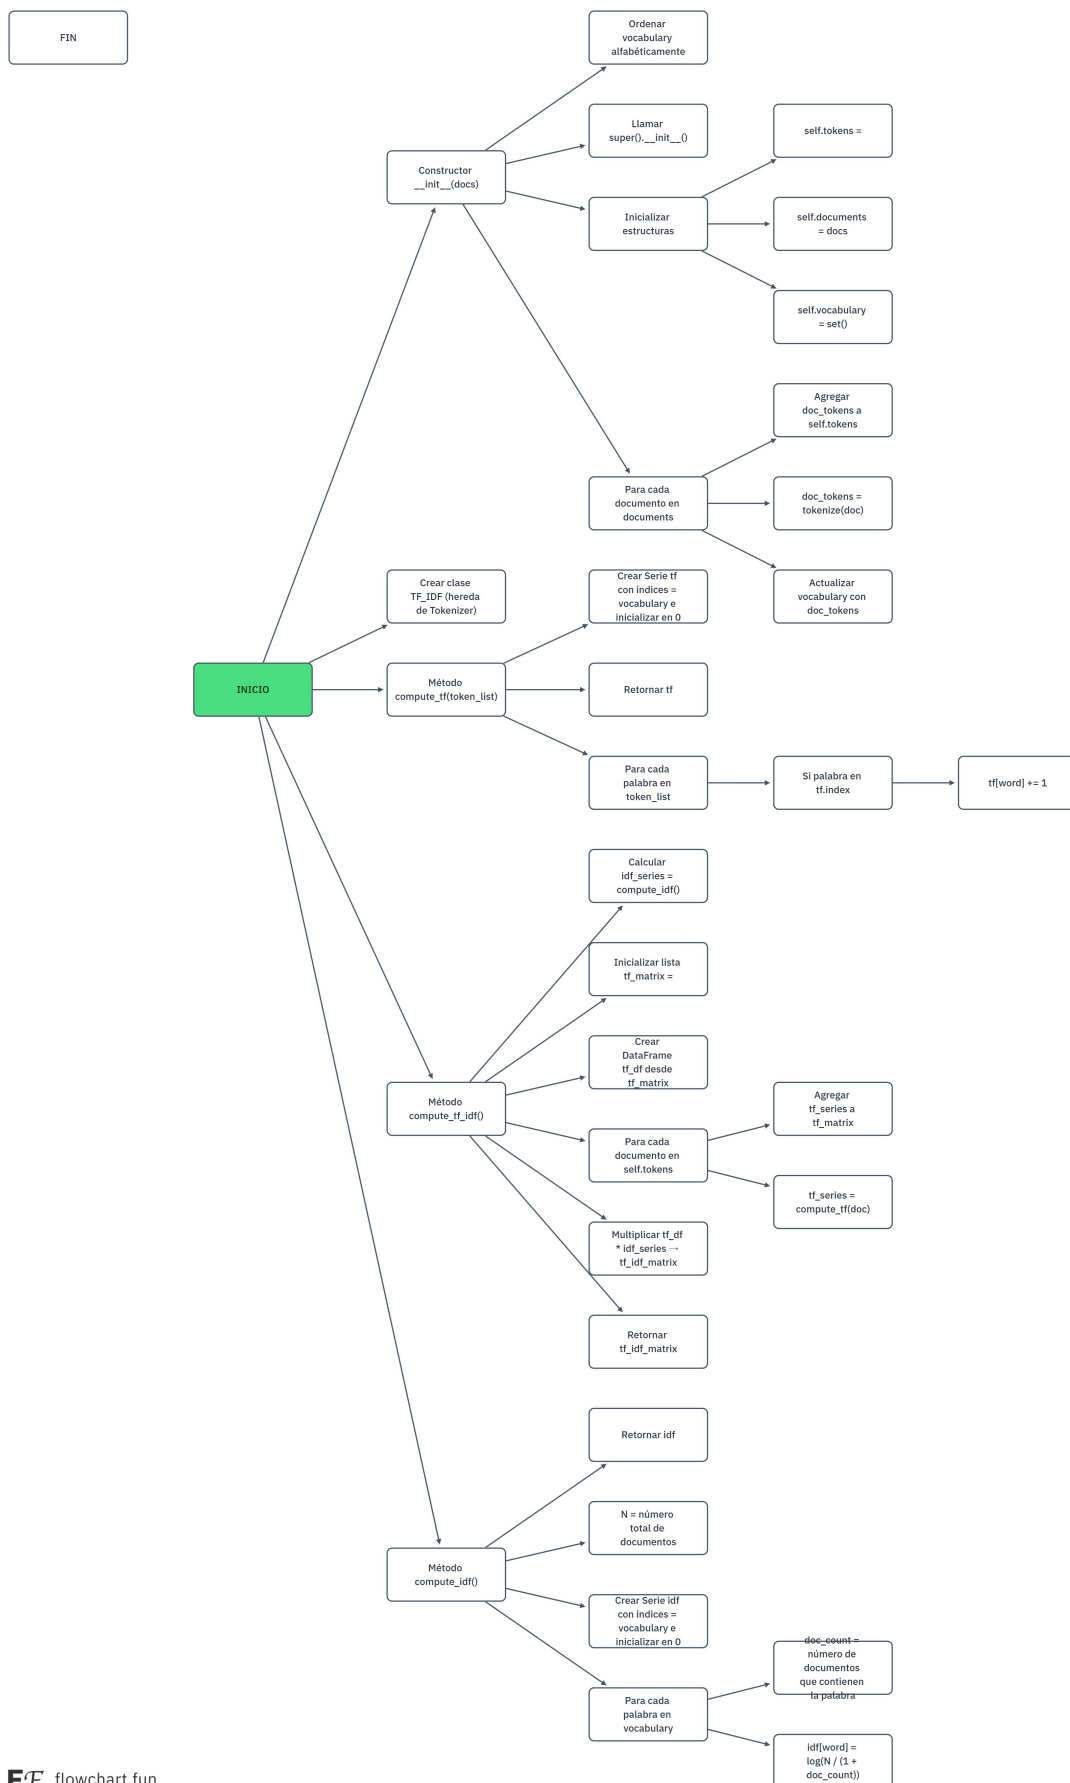 FIN
Ordenar
vocabulary
alfabéticamente
Llamar
super().__init__()
self.tokens =
Constructor
__init__(docs)
Inicializar
estructuras
self.documents
= docs
self.vocabulary
= set()
Agregar
doc_tokens a
self.tokens
Para cada
documento en
documents
doc_tokens =
tokenize(doc)
Crear clase
TF_IDF (hereda
de Tokenizer)
Crear Serie tf
con índices =
vocabulary e
inicializar en 0
Actualizar
vocabulary con
doc_tokens
INICIO
Método
compute_tf(token_list)
Retornar tf
Para cada
palabra en
token_list
Si palabra en
tf.index
tf[word] += 1
Calcular
idf_series =
compute_idf()
Inicializar lista
tf_matrix =
Crear
DataFrame
tf_df desde
tf_matrix
Método
compute_tf_idf()
Agregar
tf_series a
tf_matrix
Para cada
documento en
self.tokens
tf_series =
compute_tf(doc)
Multiplicar tf_df
* idf_series →
tf_idf_matrix
Retornar
tf_idf_matrix
Retornar idf
N = número
total de
documentos
Método
compute_idf()
Crear Serie idf
con índices =
vocabulary e
inicializar en 0
doc_count =
número de
documentos
que contienen
la palabra
Para cada
palabra en
vocabulary
idf[word] =
log(N / (1 +
doc_count))
flowchart.fun